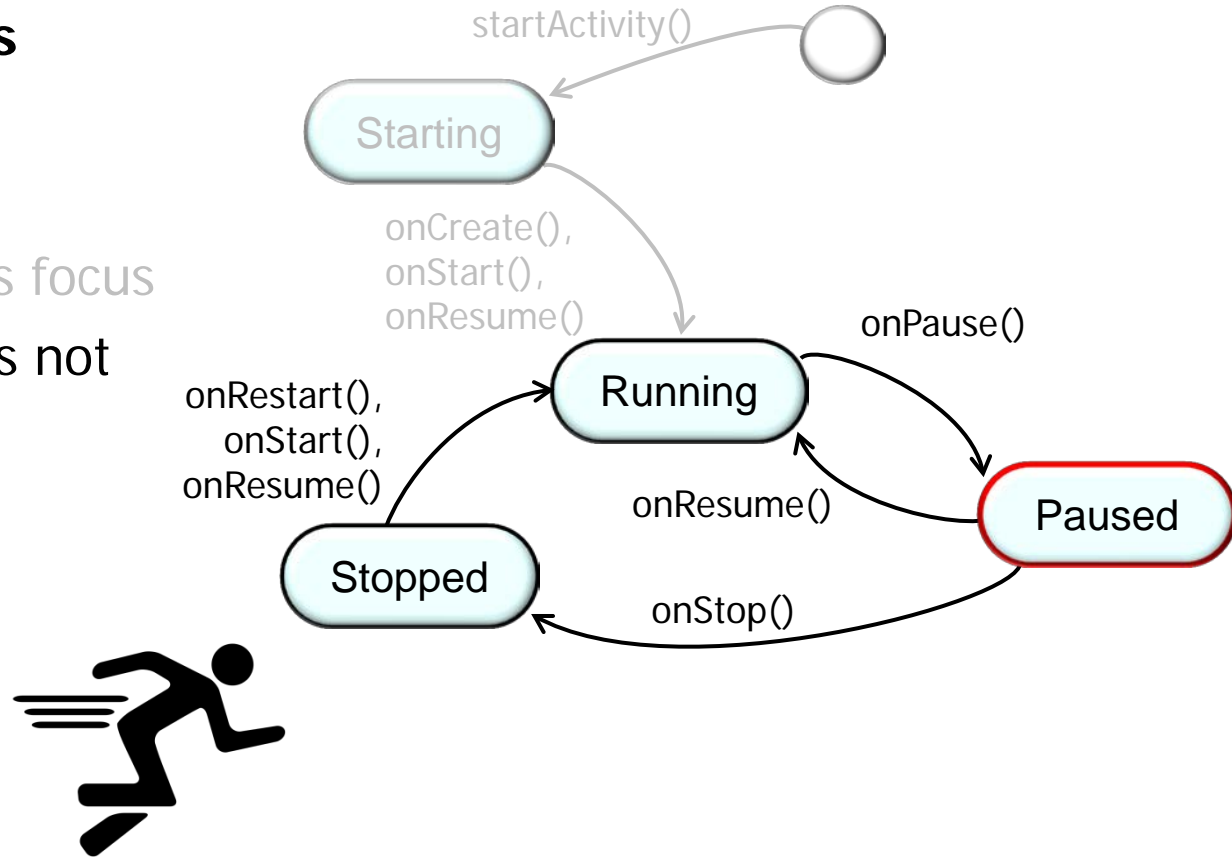 s
startActivity()
Starting
onCreate(),
onStart(),
onResume()
s focus
s not
onPause()
Running
onRestart(),
onStart(),
onResume()
onResume()
Paused
Stopped
onStop()